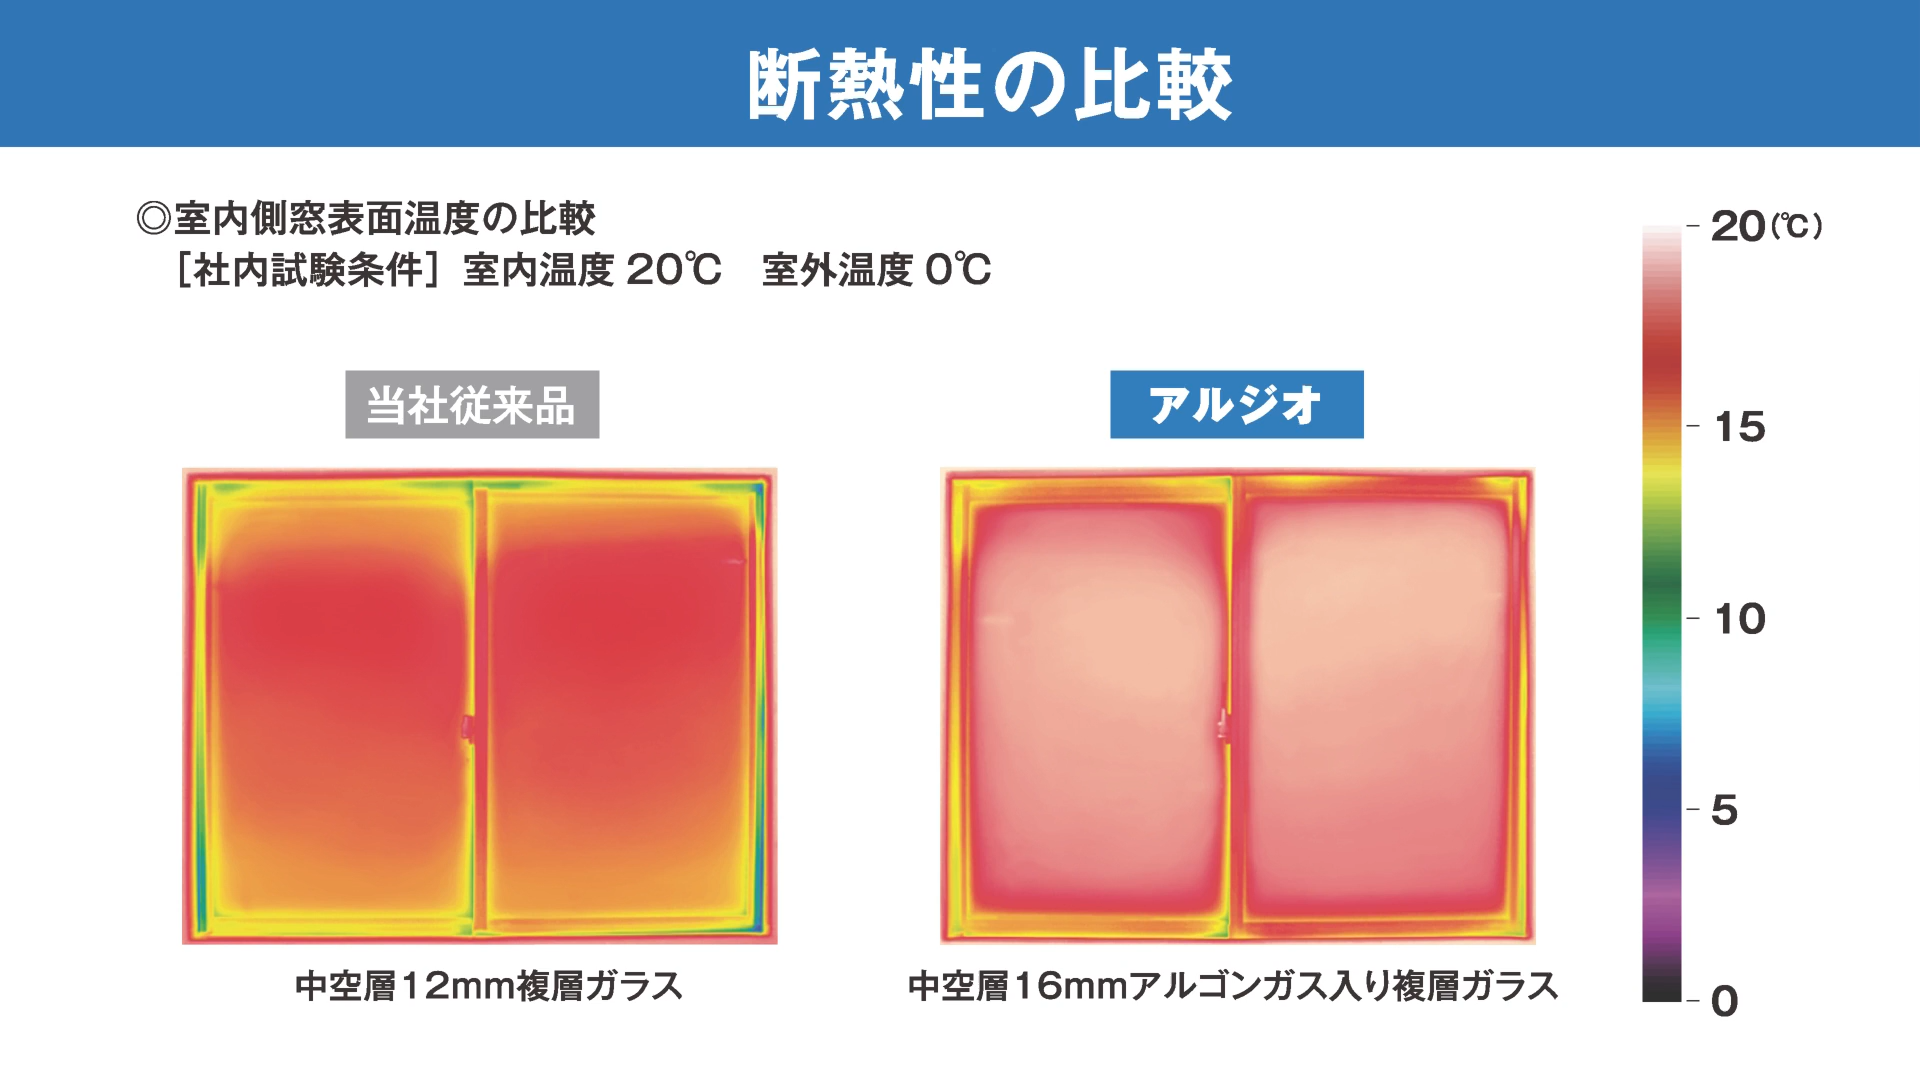 断熱性の比較
◎室内側窓表面温度の比較
［社内試験条件］室内温度 20℃　室外温度 0℃
当社従来品
アルジオ
中空層12mm複層ガラス
中空層16mmアルゴンガス入り複層ガラス
20(℃)
15
10
5
0